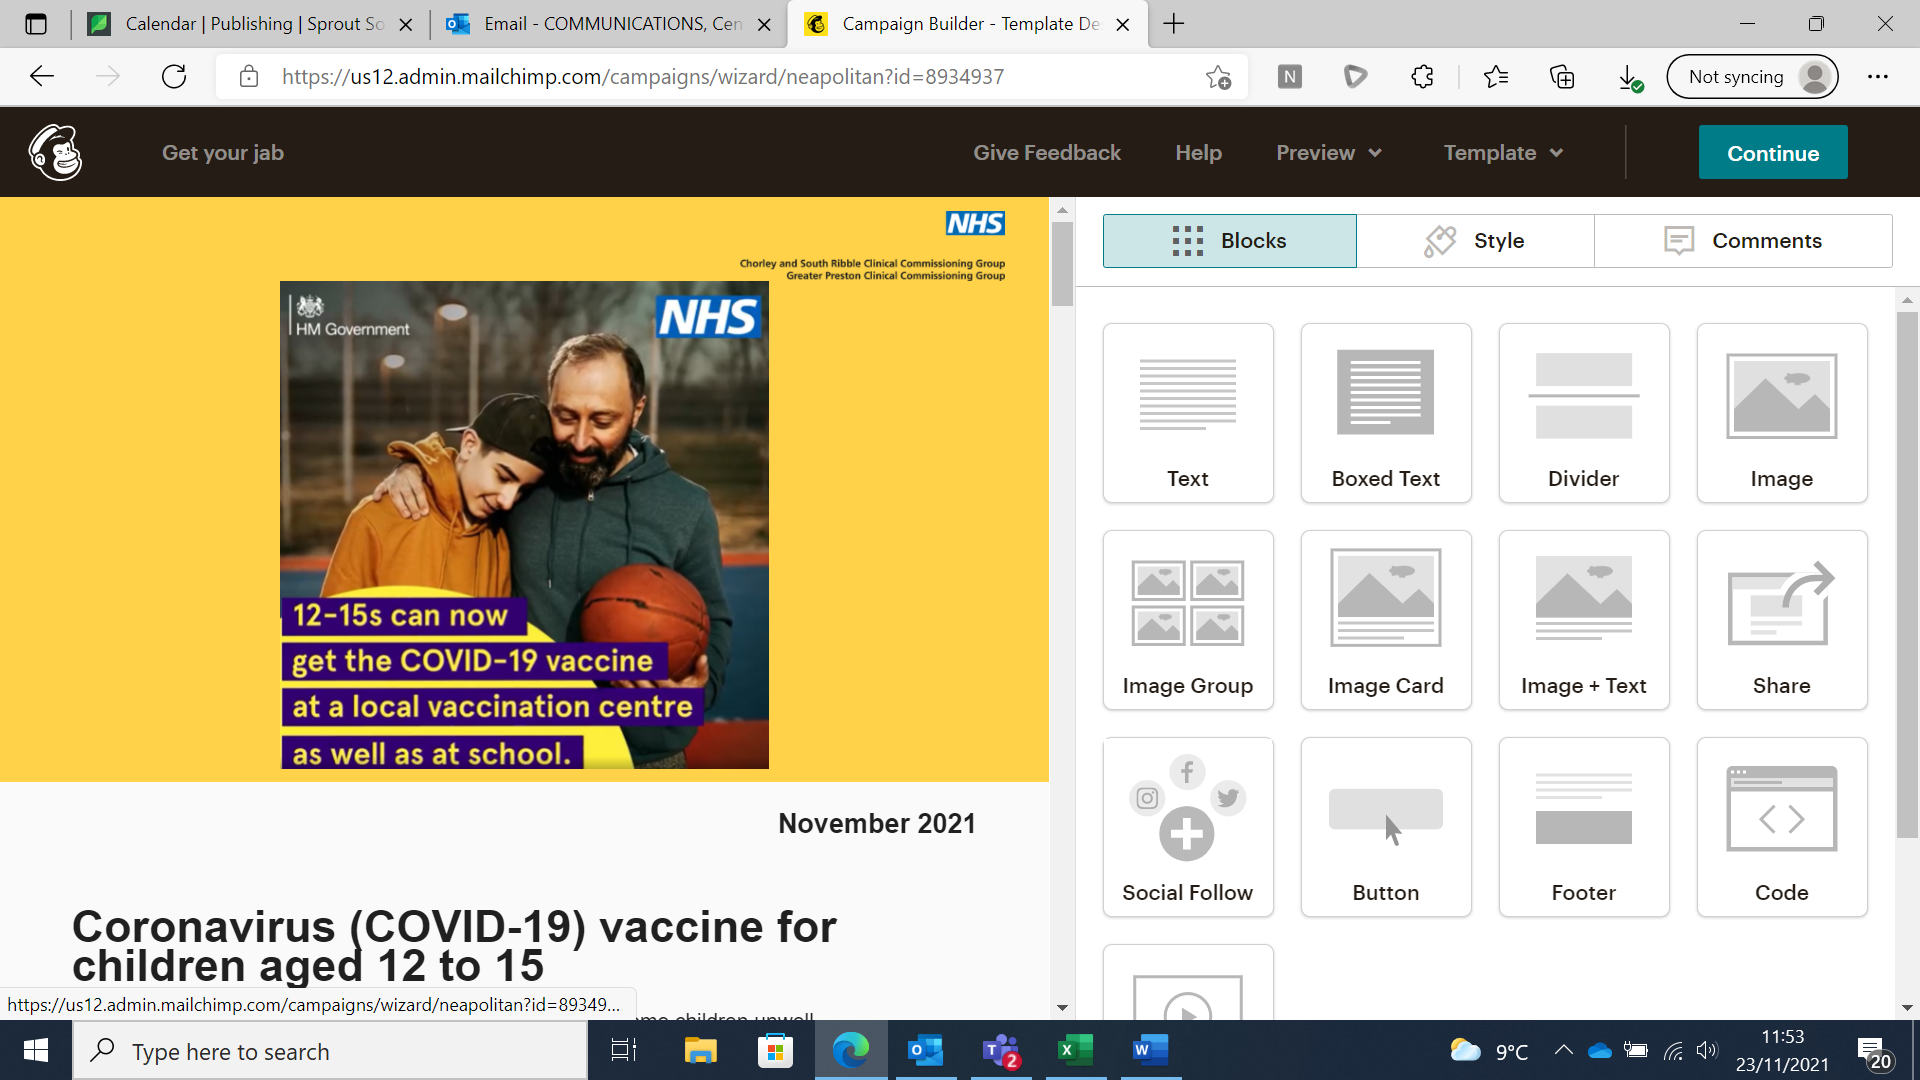 Calendar | Publishing | Sprout So
Email - COMMUNICATIONS, Cen
Campaign Builder - Template De
https://us12.admin.mailchimp.com/campaigns/wizard/neapolitan?id=8934937
N
Not syncing
Get your jab
Give Feedback
Help
Preview
Template
Continue
NHS
Chorley and South Ribble Clinical Commissioning Group
Greater Preston Clinical Commissioning Group
HM Government
NHS
12-15s can now
get the COVID-19 vaccine
at a local vaccination centre
as well as at school.
November 2021
Coronavirus (COVID-19) vaccine for
children aged 12 to 15
children unwell
https://us12.admin.mailchimp.com/campaigns/wizard/neapolitan?id=89349...
Blocks
Style
Comments
Text
Boxed Text
Divider
Image
Image Group
Image Card
Image + Text
Share
Social Follow
Button
Footer
Code
Type here to search
2
9°C
11:53
23/11/2021
20